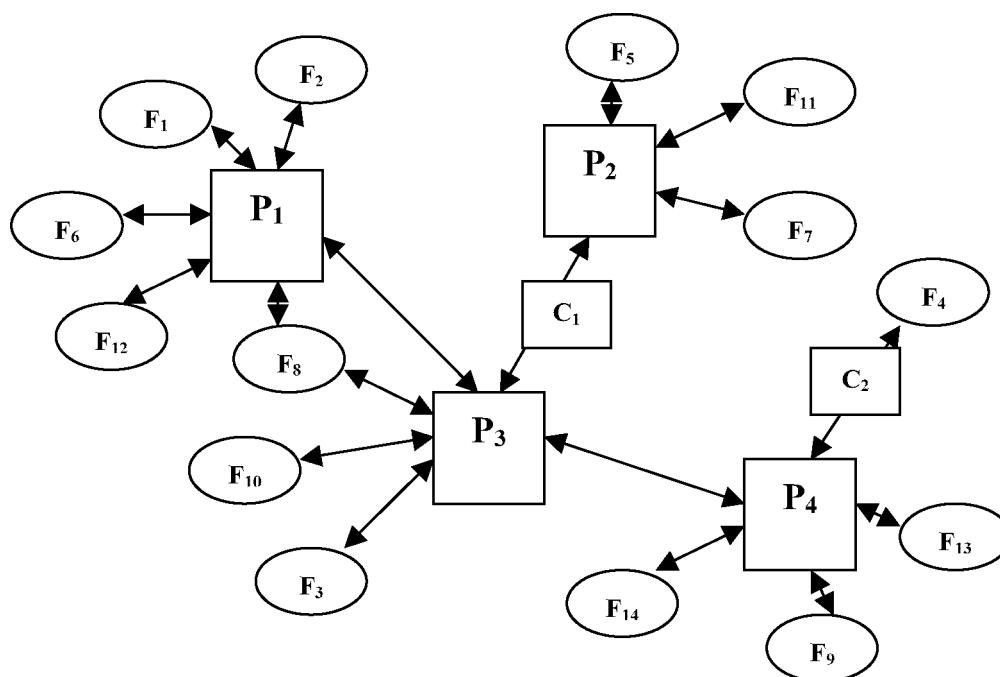 F₅
F₂
F₁₁
F₁
P₂
P₁
F₆
F₇
F₄
C₁
F₁₂
F₈
C₂
P₃
F₁₀
P₄
F₁₃
F₃
F₁₄
F₉